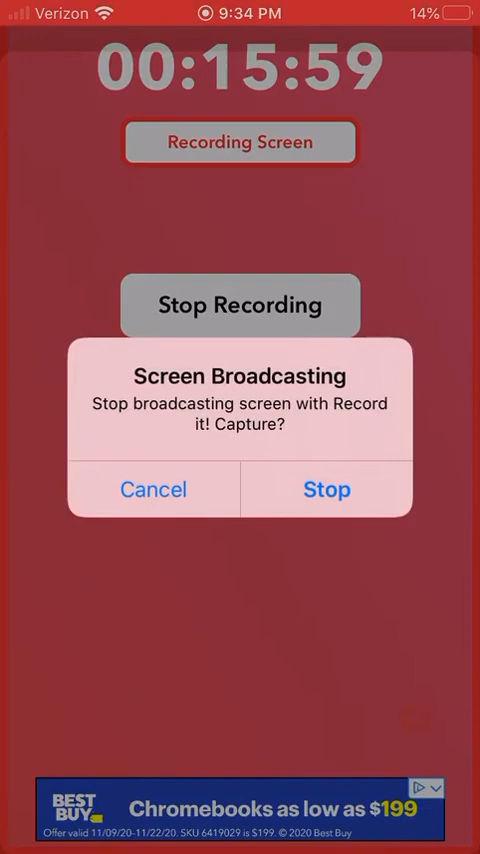 Verizon 9:34 PM 14%
00:15:59
Recording Screen
Stop Recording
Screen Broadcasting
Stop broadcasting screen with Record
it! Capture?
Cancel Stop
BEST
BUY
Chromebooks as low as $199
Offer valid 11/09/20-11/22/20. SKU 6419029 is $199. © 2020 Best Buy